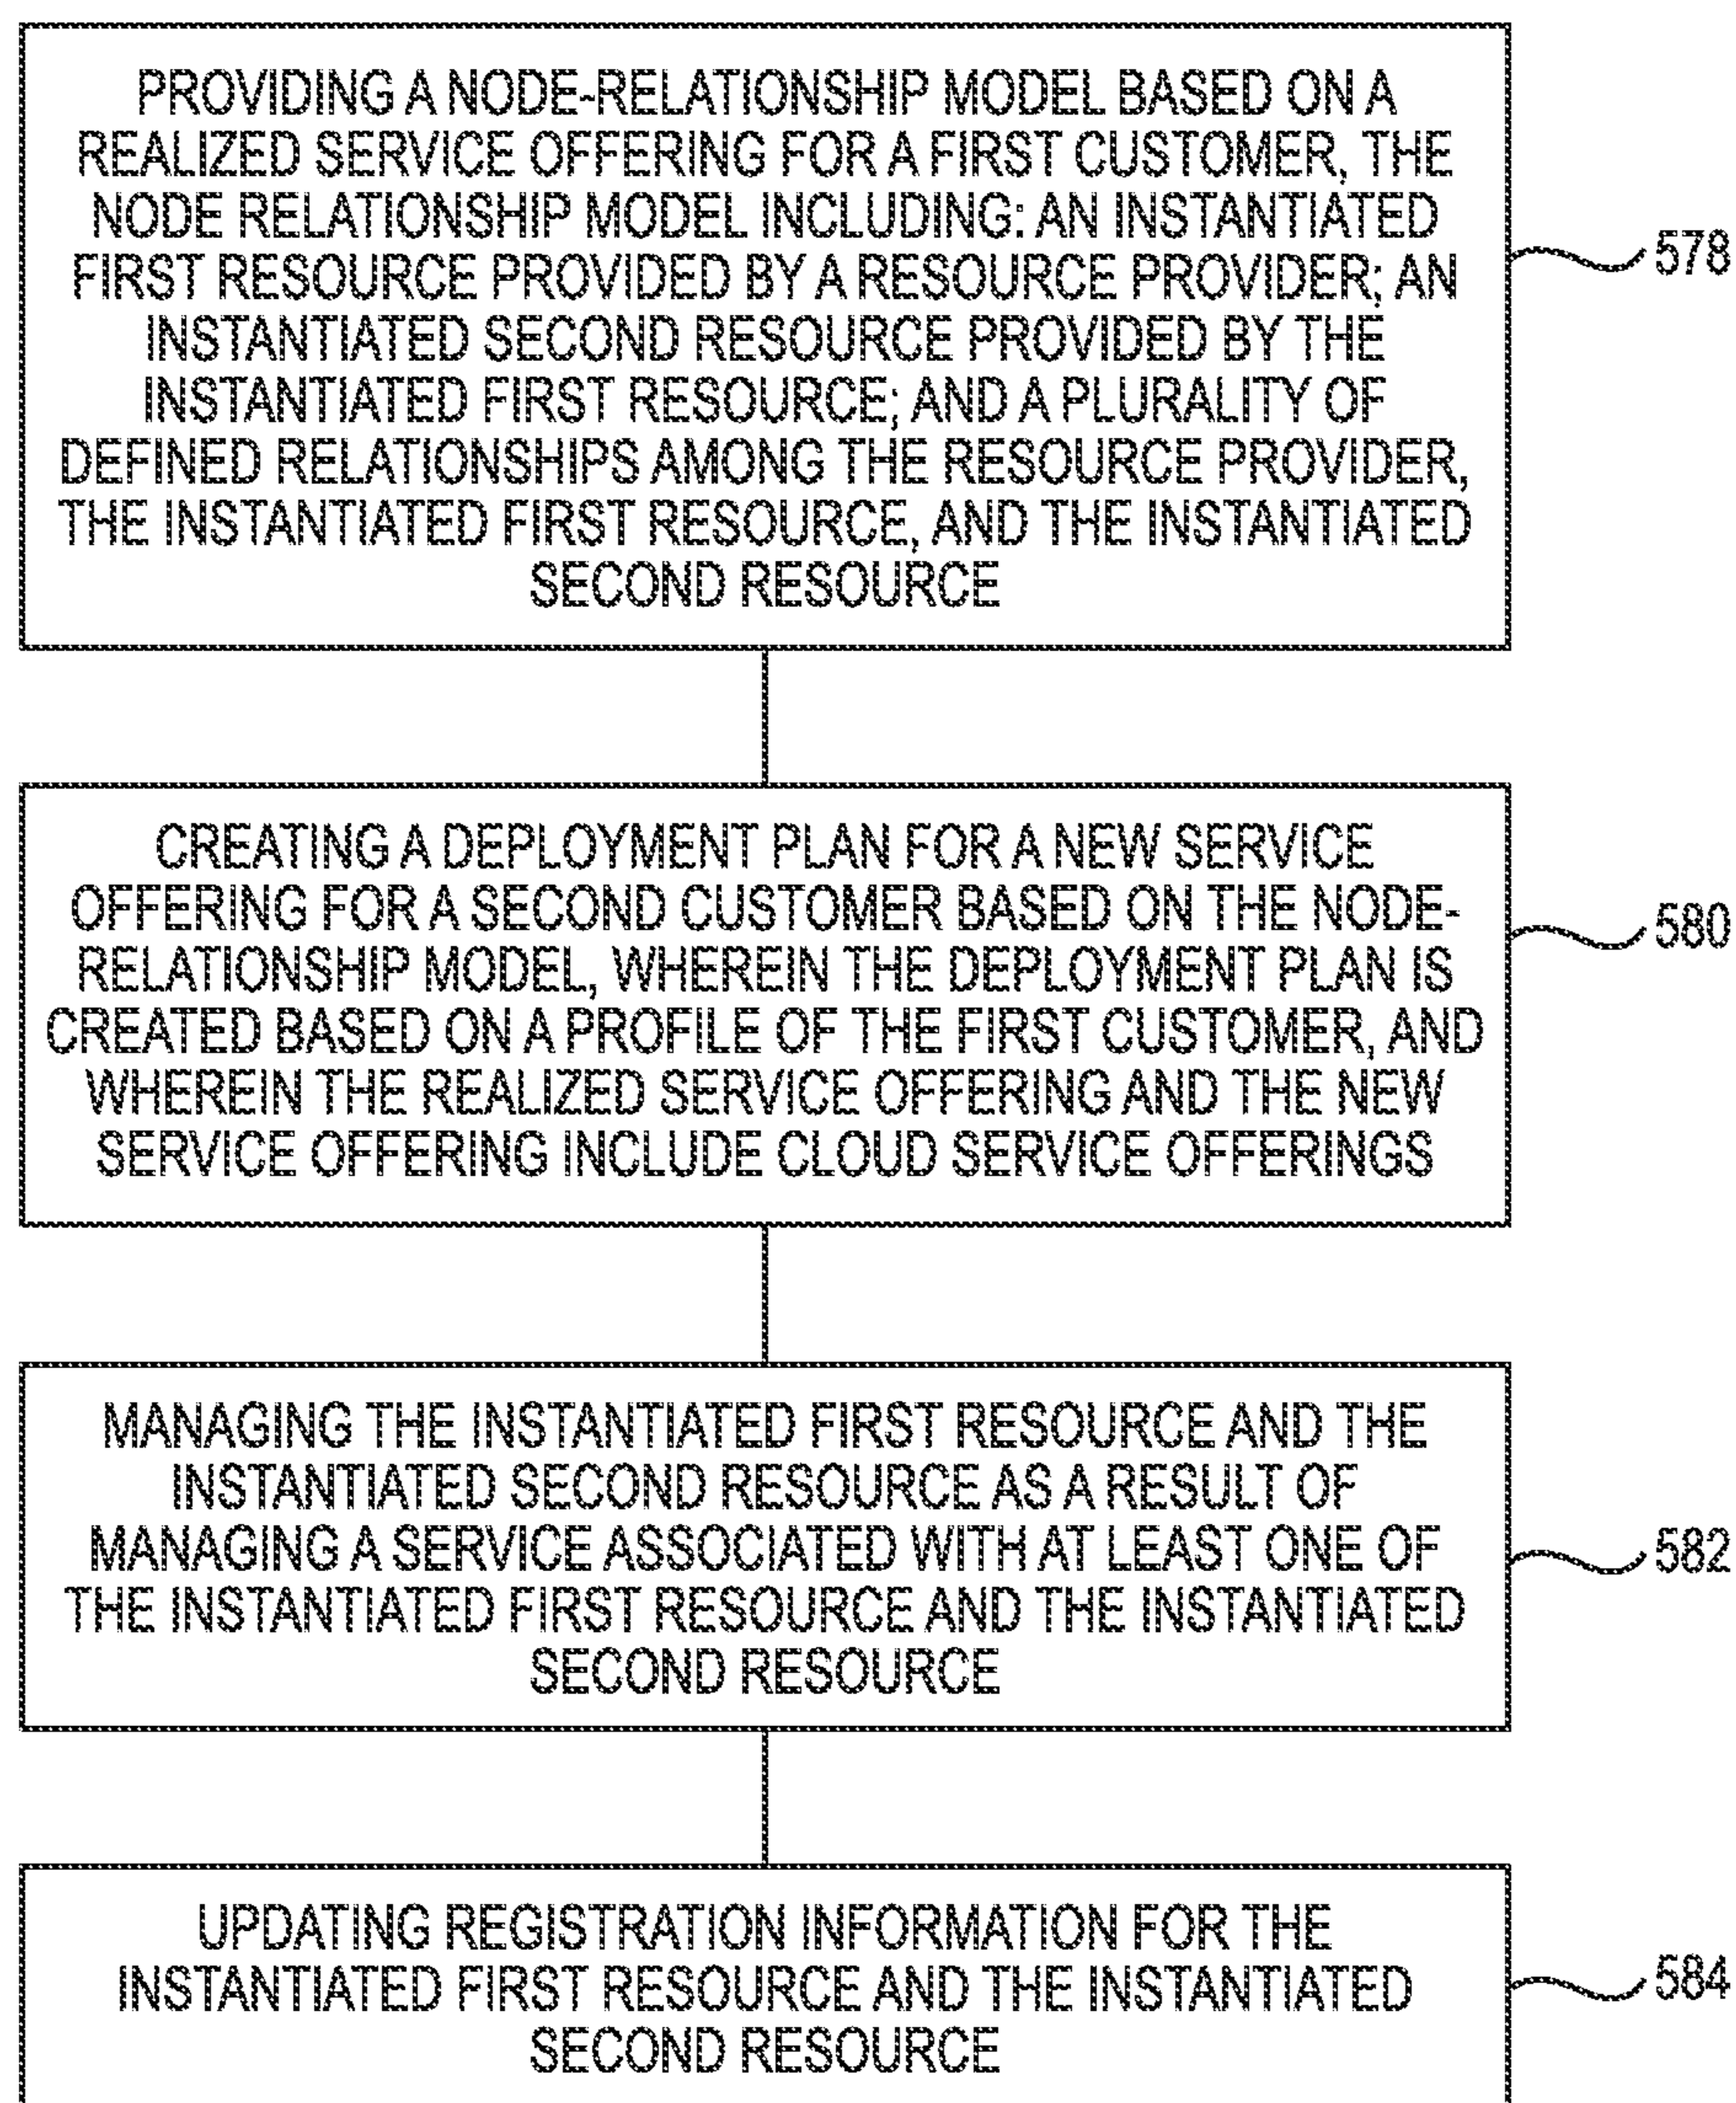 PROVIDING A NODE-RELATIONSHIP MODEL BASED ON A
REALIZED SERVICE OFFERING FOR A FIRST CUSTOMER, THE
NODE RELATIONSHIP MODEL INCLUDING: AN INSTANTIATED
FIRST RESOURCE PROVIDED BY A RESOURCE PROVIDER; AN
INSTANTIATED SECOND RESOURCE PROVIDED BY THE
INSTANTIATED FIRST RESOURCE; AND A PLURALITY OF
DEFINED RELATIONSHIPS AMONG THE RESOURCE PROVIDER,
THE INSTANTIATED FIRST RESOURCE, AND THE INSTANTIATED
SECOND RESOURCE
578
CREATING A DEPLOYMENT PLAN FOR A NEW SERVICE
OFFERING FOR A SECOND CUSTOMER BASED ON THE NODE-
RELATIONSHIP MODEL, WHEREIN THE DEPLOYMENT PLAN IS
CREATED BASED ON A PROFILE OF THE FIRST CUSTOMER, AND
WHEREIN THE REALIZED SERVICE OFFERING AND THE NEW
SERVICE OFFERING INCLUDE CLOUD SERVICE OFFERINGS
580
MANAGING THE INSTANTIATED FIRST RESOURCE AND THE
INSTANTIATED SECOND RESOURCE AS A RESULT OF
MANAGING A SERVICE ASSOCIATED WITH AT LEAST ONE OF
THE INSTANTIATED FIRST RESOURCE AND THE INSTANTIATED
SECOND RESOURCE
582
UPDATING REGISTRATION INFORMATION FOR THE
INSTANTIATED FIRST RESOURCE AND THE INSTANTIATED
SECOND RESOURCE
584